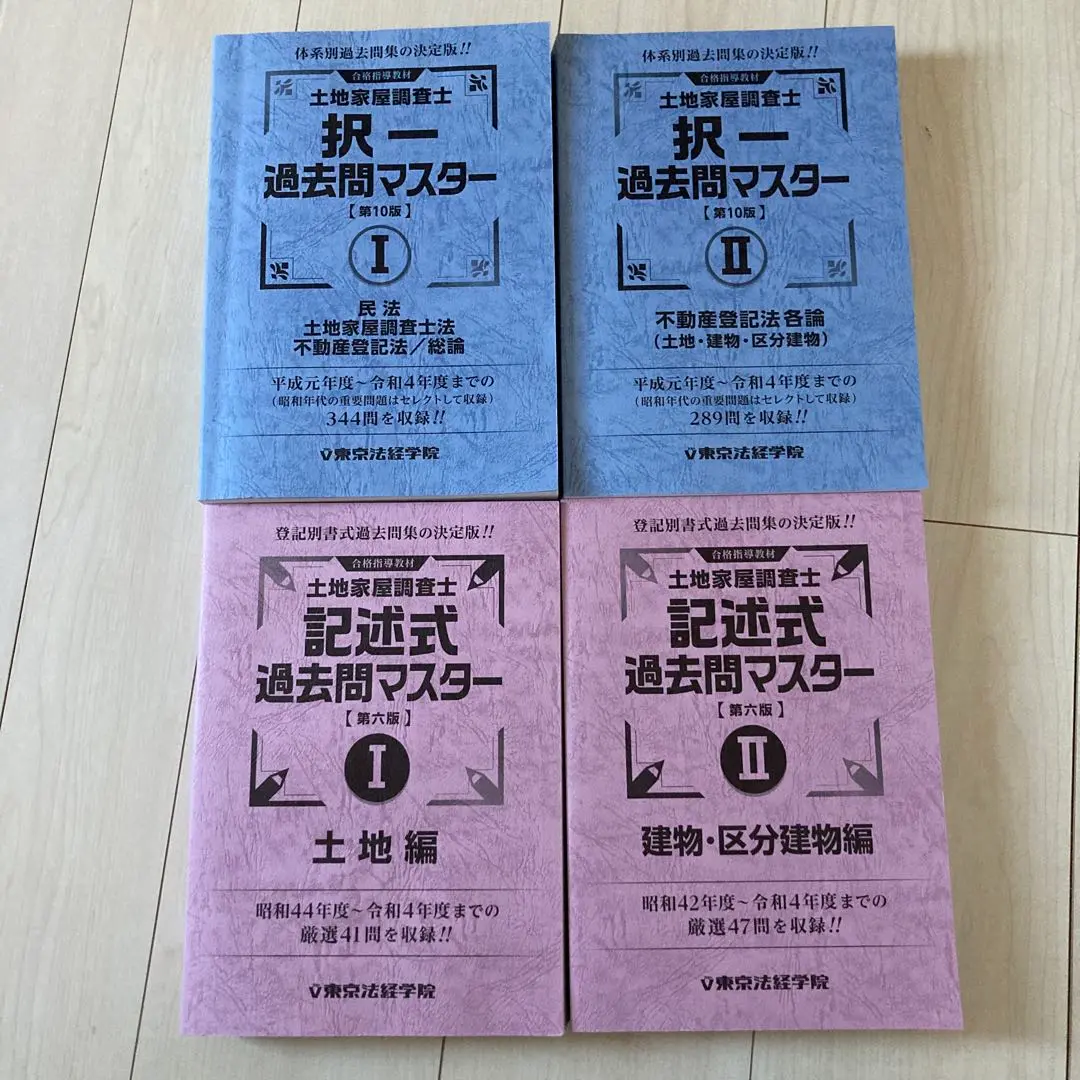 体系別過去問集の決定版!!
合格指導教材
土地家屋調査士
択一
過去問マスター
【第10版】
I
民法
土地家屋調査士法
不動産登記法／総論
平成元年度～令和4年度までの
(昭和年代の重要問題はセレクトして収録)
344問を収録!!
東京法経学院
体系別過去問集の決定版!!
合格指導教材
土地家屋調査士
択一
過去問マスター
【第10版】
II
不動産登記法各論
(土地・建物・区分建物)
平成元年度～令和4年度までの
(昭和年代の重要問題はセレクトして収録)
289問を収録!!
東京法経学院
登記別書式過去問集の決定版!!
合格指導教材
土地家屋調査士
記述式
過去問マスター
【第六版】
I
土地編
昭和44年度～令和4年度までの
厳選41問を収録!!
東京法経学院
登記別書式過去問集の決定版!!
合格指導教材
土地家屋調査士
記述式
過去問マスター
【第六版】
II
建物・区分建物編
昭和42年度～令和4年度までの
厳選47問を収録!!
東京法経学院